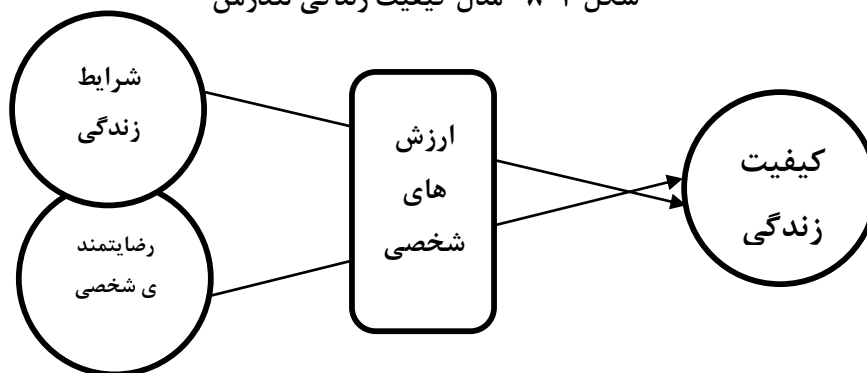 شرایط
زندگی
ارزش
های
شخصی
کیفیت
زندگی
رضایتمند
ی شخصی